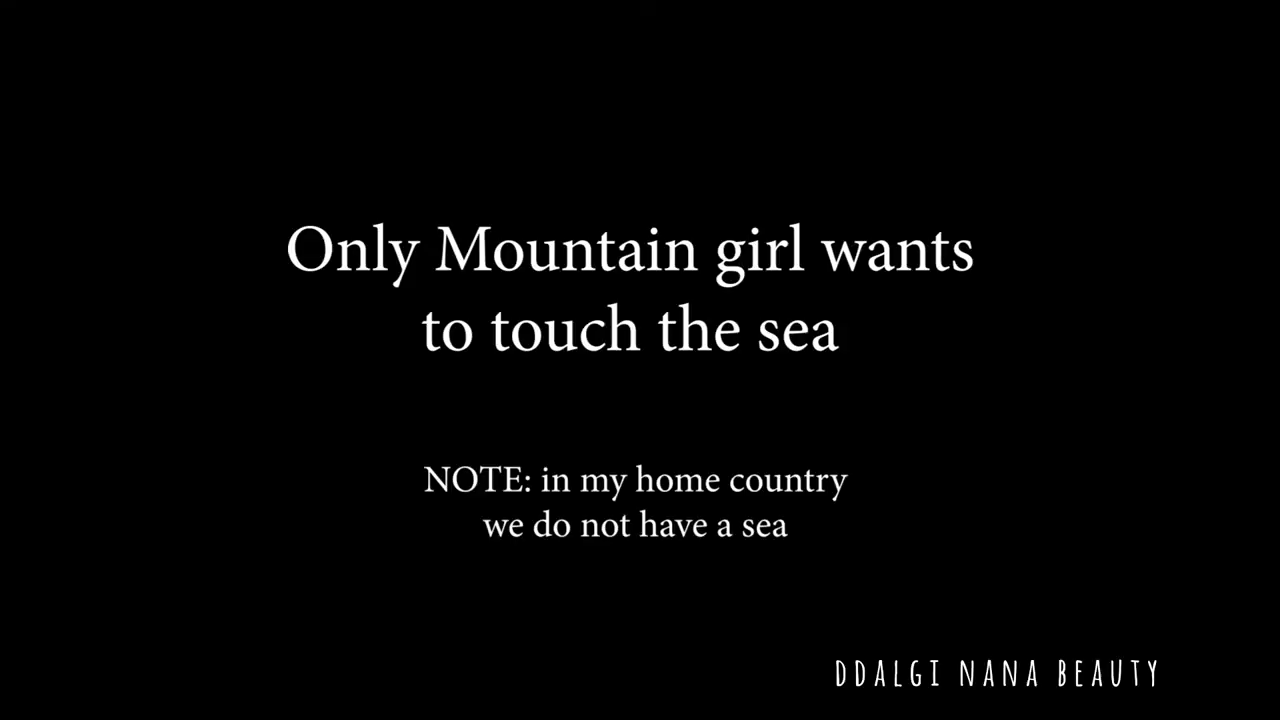 Only Mountain girl wants
to touch the sea
NOTE: in my home country
we do not have a sea
DDALGI NANA BEAUTY